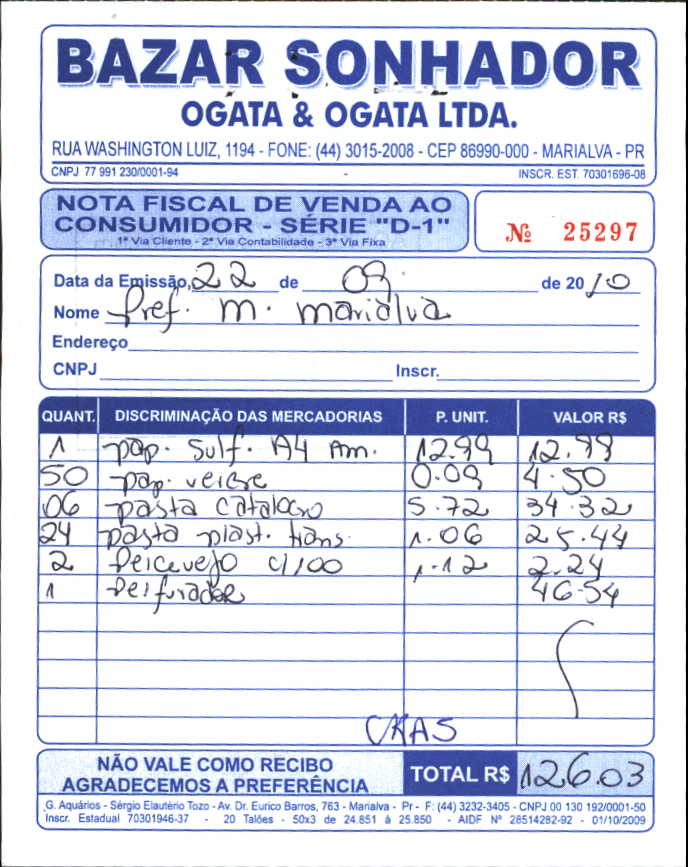 BAZAR SONHADOR
OGATA & OGATA LTDA.
RUA WASHINGTON LUIZ, 1194 - FONE: (44) 3015-2008 - CEP 86990-000 - MARIALVA - PR
CNPJ 77 991 230/0001-94 - INSCR. EST. 70301696-08
NOTA FISCAL DE VENDA AO
CONSUMIDOR - SÉRIE "D-1"
1ª Via Cliente - 2ª Via Contabilidade - 3ª Via Fixa
Nº 25297
Data da Emissão, 22 de 09. de 2010
Nome Pref. M. Marialva
Endereço
CNPJ Inscr.
QUANT. DISCRIMINAÇÃO DAS MERCADORIAS P. UNIT. VALOR R$
1 pap. Sulf. A4 Am. 12.99 12.99
50 pap. 0.09 4.50
06 pasta catalogo 5.72 34.32
24 pasta plast. trans. 1.06 25.44
2 Percevejo c/100 1.12 2.24
1 Perfurador 46.54
CRAS
NÃO VALE COMO RECIBO
AGRADECEMOS A PREFERÊNCIA
TOTAL R$ 126.03
G. Aquários - Sérgio Elautério Tozo - Av. Dr. Eurico Barros, 763 - Marialva - Pr - F: (44) 3232-3405 - CNPJ 00 130 192/0001-50
Inscr. Estadual 70301946-37 - 20 Talões - 50x3 de 24.851 à 25.850 - AIDF Nº 28514282-92 - 01/10/2009